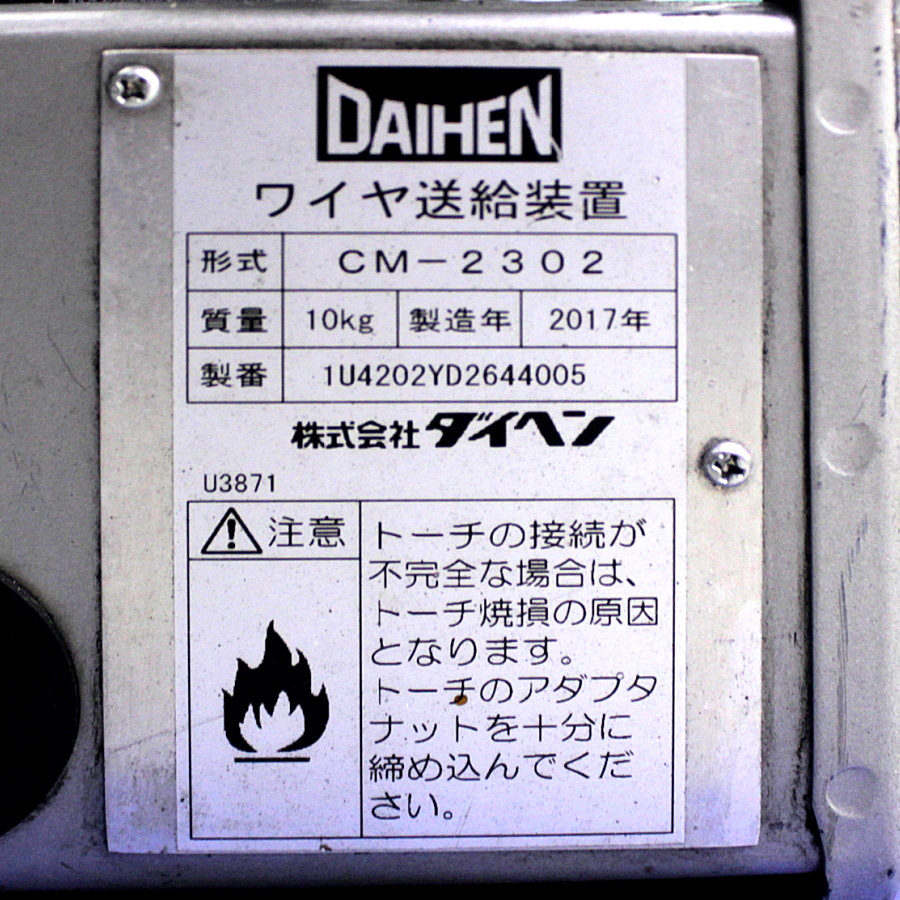 DAIHEN
ワイヤ送給装置
形式 CM-2302
質量 10kg 製造年 2017年
製番 1U4202YD2644005
株式会社ダイヘン
U3871
注意
トーチの接続が
不完全な場合は、
トーチ焼損の原因
となります。
トーチのアダプタ
ナットを十分に
締め込んでくだ
さい。